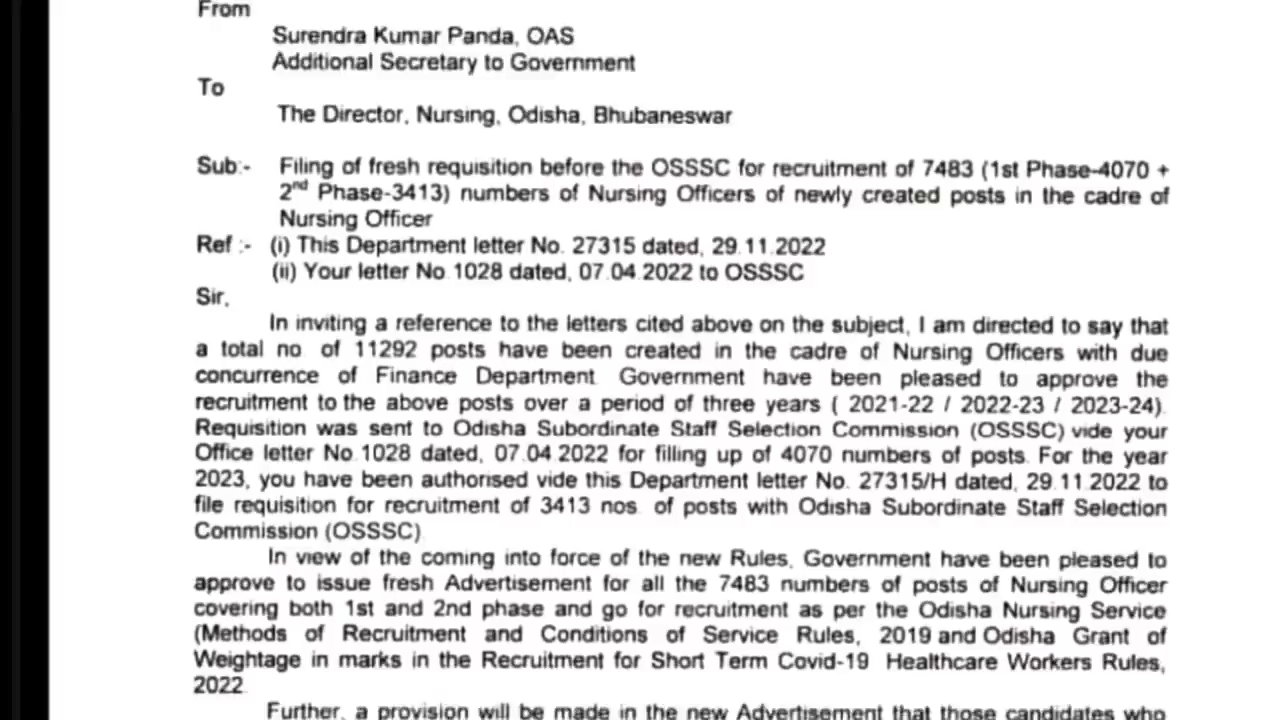 From
Surendra Kumar Panda, OAS
Additional Secretary to Government
To
The Director, Nursing, Odisha, Bhubaneswar
Sub:- Filing of fresh requisition before the OSSSC for recruitment of 7483 (1st Phase-4070 +
2nd Phase-3413) numbers of Nursing Officers of newly created posts in the cadre of
Nursing Officer
Ref :- (i) This Department letter No. 27315 dated, 29.11.2022
(ii) Your letter No.1028 dated, 07.04.2022 to OSSSC
Sir,
In inviting a reference to the letters cited above on the subject, I am directed to say that
a total no. of 11292 posts have been created in the cadre of Nursing Officers with due
concurrence of Finance Department. Government have been pleased to approve the
recruitment to the above posts over a period of three years ( 2021-22 / 2022-23 / 2023-24).
Requisition was sent to Odisha Subordinate Staff Selection Commission (OSSSC) vide your
Office letter No.1028 dated, 07.04.2022 for filling up of 4070 numbers of posts. For the year
2023, you have been authorised vide this Department letter No. 27315/H dated, 29.11.2022 to
file requisition for recruitment of 3413 nos. of posts with Odisha Subordinate Staff Selection
Commission (OSSSC).
In view of the coming into force of the new Rules, Government have been pleased to
approve to issue fresh Advertisement for all the 7483 numbers of posts of Nursing Officer
covering both 1st and 2nd phase and go for recruitment as per the Odisha Nursing Service
(Methods of Recruitment and Conditions of Service Rules, 2019 and Odisha Grant of
Weightage in marks in the Recruitment for Short Term Covid-19 Healthcare Workers Rules,
2022.
Further, a provision will be made in the new Advertisement that those candidates who